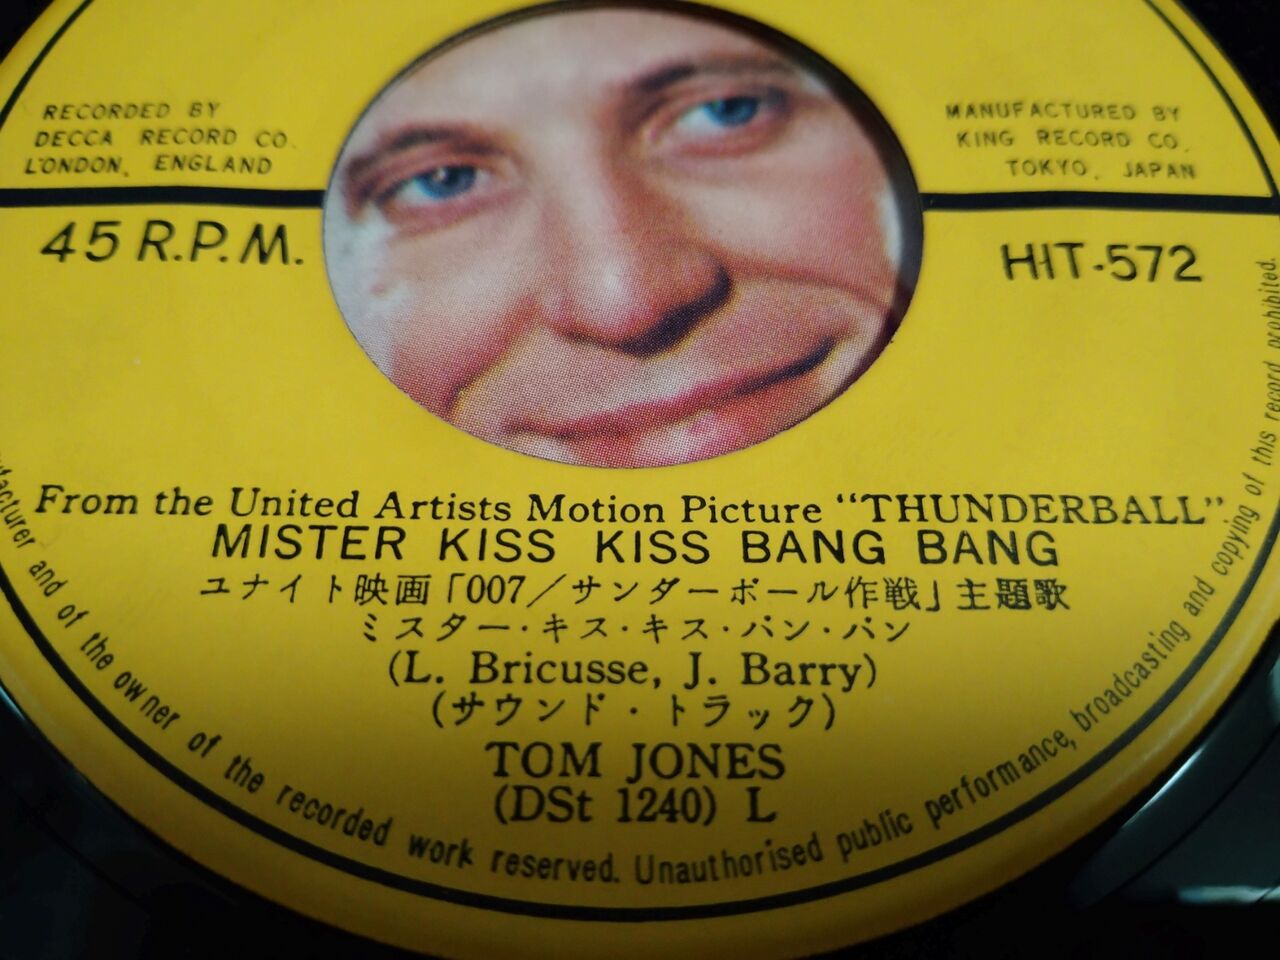 RECORDED BY
DECCA RECORD CO.
LONDON, ENGLAND
MANUFACTURED BY
KING RECORD CO.
TOKYO, JAPAN
45 R.P.M.
HIT-572
From the United Artists Motion Picture “THUNDERBALL”
MISTER KISS KISS BANG BANG
ユナイト映画「007/サンダーボール作戦」主題歌
ミスター・キス・キス・バン・バン
(L. Bricusse, J. Barry)
(サウンド・トラック)
TOM JONES
(DSt 1240) L
and of the owner of the recorded work reserved. Unauthorised public performance, broadcasting and copying of this record prohibited.